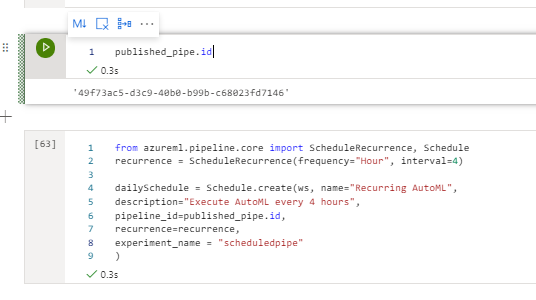 M↓
1 published_pipe.id
0.3s
'49f73ac5-d3c9-40b0-b99b-c68023fd7146'
[63]
1 from azureml.pipeline.core import ScheduleRecurrence, Schedule
2 recurrence = ScheduleRecurrence(frequency="Hour", interval=4)
3
4 dailySchedule = Schedule.create(ws, name="Recurring AutoML",
5 description="Execute AutoML every 4 hours",
6 pipeline_id=published_pipe.id,
7 recurrence=recurrence,
8 experiment_name = "scheduledpipe"
9 )
0.3s